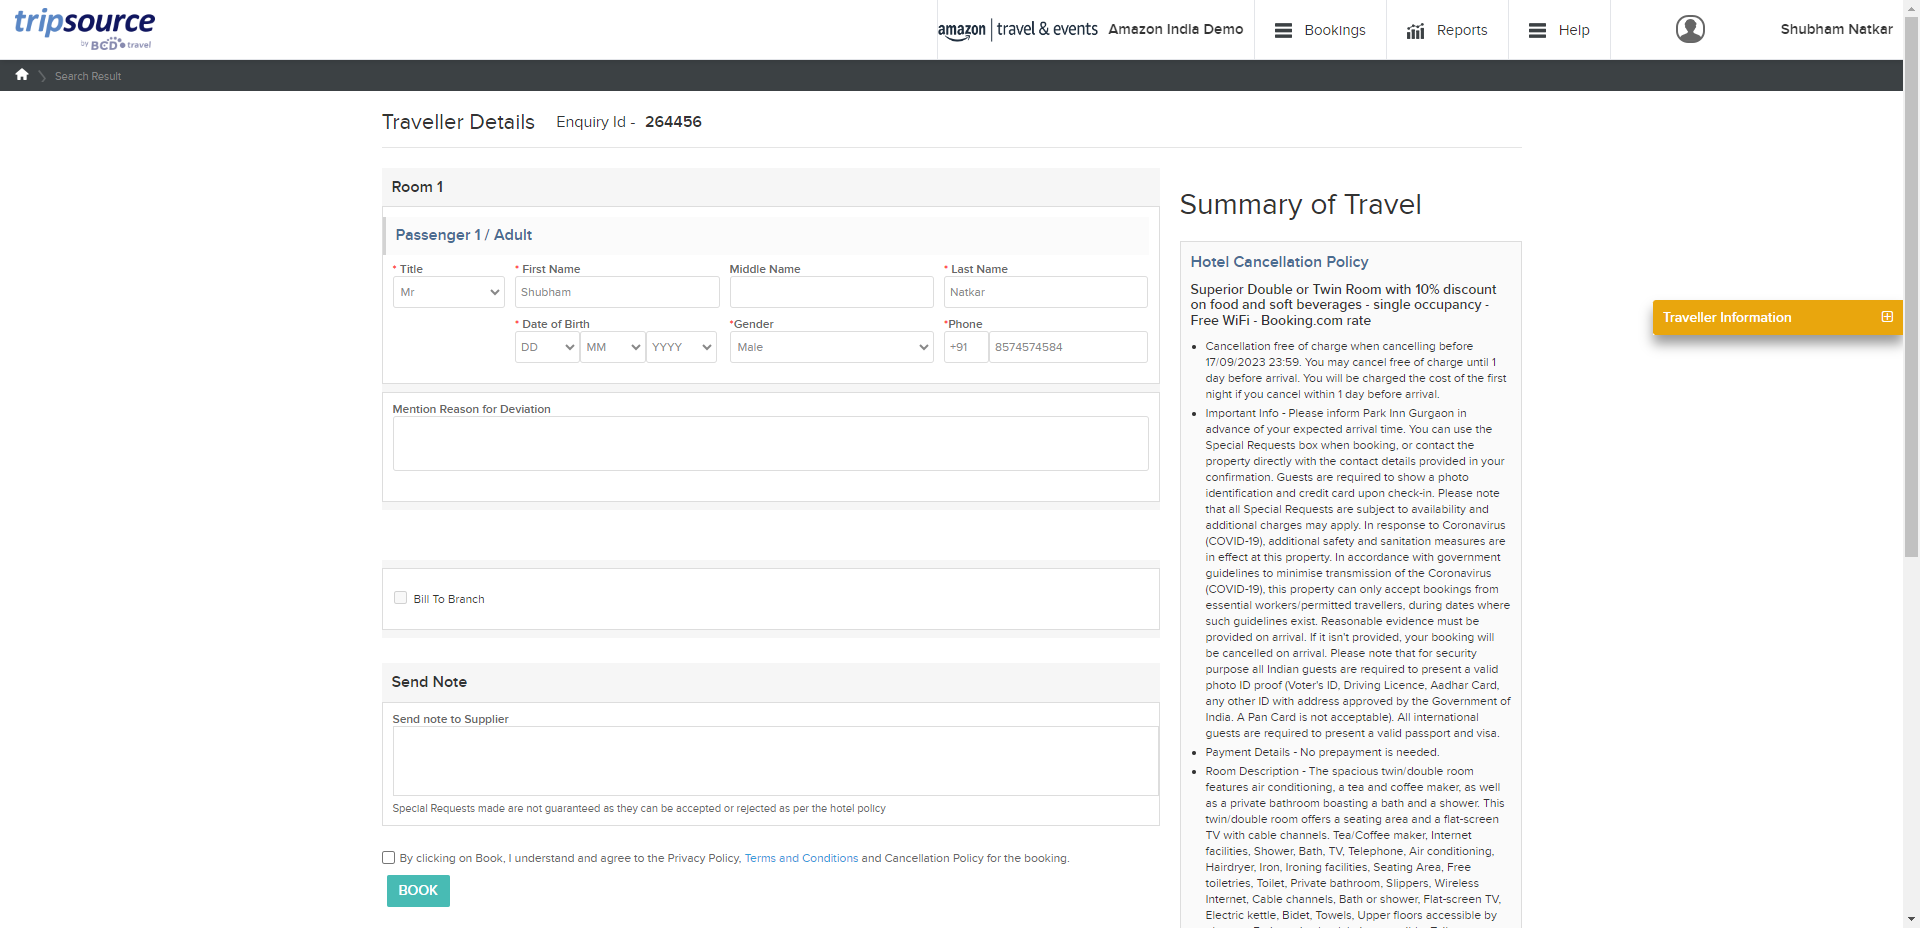 tripsource
by BCD travel
amazon | travel & events
Amazon India Demo
Bookings
Reports
Help
Shubham Natkar
Search Result
Traveller Details
Enquiry Id - 264456
Room 1
Passenger 1 / Adult
* Title
* First Name
Middle Name
* Last Name
Mr
Shubham
Natkar
* Date of Birth
*Gender
*Phone
DD
MM
YYYY
Male
+91
8574574584
Mention Reason for Deviation
Bill To Branch
Send Note
Send note to Supplier
Special Requests made are not guaranteed as they can be accepted or rejected as per the hotel policy
By clicking on Book, I understand and agree to the Privacy Policy, Terms and Conditions and Cancellation Policy for the booking.
BOOK
Summary of Travel
Hotel Cancellation Policy
Superior Double or Twin Room with 10% discount
on food and soft beverages - single occupancy -
Free WiFi - Booking.com rate
Cancellation free of charge when cancelling before
17/09/2023 23:59. You may cancel free of charge until 1
day before arrival. You will be charged the cost of the first
night if you cancel within 1 day before arrival.
Important Info - Please inform Park Inn Gurgaon in
advance of your expected arrival time. You can use the
Special Requests box when booking, or contact the
property directly with the contact details provided in your
confirmation. Guests are required to show a photo
identification and credit card upon check-in. Please note
that all Special Requests are subject to availability and
additional charges may apply. In response to Coronavirus
(COVID-19), additional safety and sanitation measures are
in effect at this property. In accordance with government
guidelines to minimise transmission of the Coronavirus
(COVID-19), this property can only accept bookings from
essential workers/permitted travellers, during dates where
such guidelines exist. Reasonable evidence must be
provided on arrival. If it isn't provided, your booking will
be cancelled on arrival. Please note that for security
purpose all Indian guests are required to present a valid
photo ID proof (Voter's ID, Driving Licence, Aadhar Card,
any other ID with address approved by the Government of
India. A Pan Card is not acceptable). All international
guests are required to present a valid passport and visa.
Payment Details - No prepayment is needed.
Room Description - The spacious twin/double room
features air conditioning, a tea and coffee maker, as well
as a private bathroom boasting a bath and a shower. This
twin/double room offers a seating area and a flat-screen
TV with cable channels. Tea/Coffee maker, Internet
facilities, Shower, Bath, TV, Telephone, Air conditioning,
Hairdryer, Iron, Ironing facilities, Seating Area, Free
toiletries, Toilet, Private bathroom, Slippers, Wireless
Internet, Cable channels, Bath or shower, Flat-screen TV,
Electric kettle, Bidet, Towels, Upper floors accessible by
Traveller Information